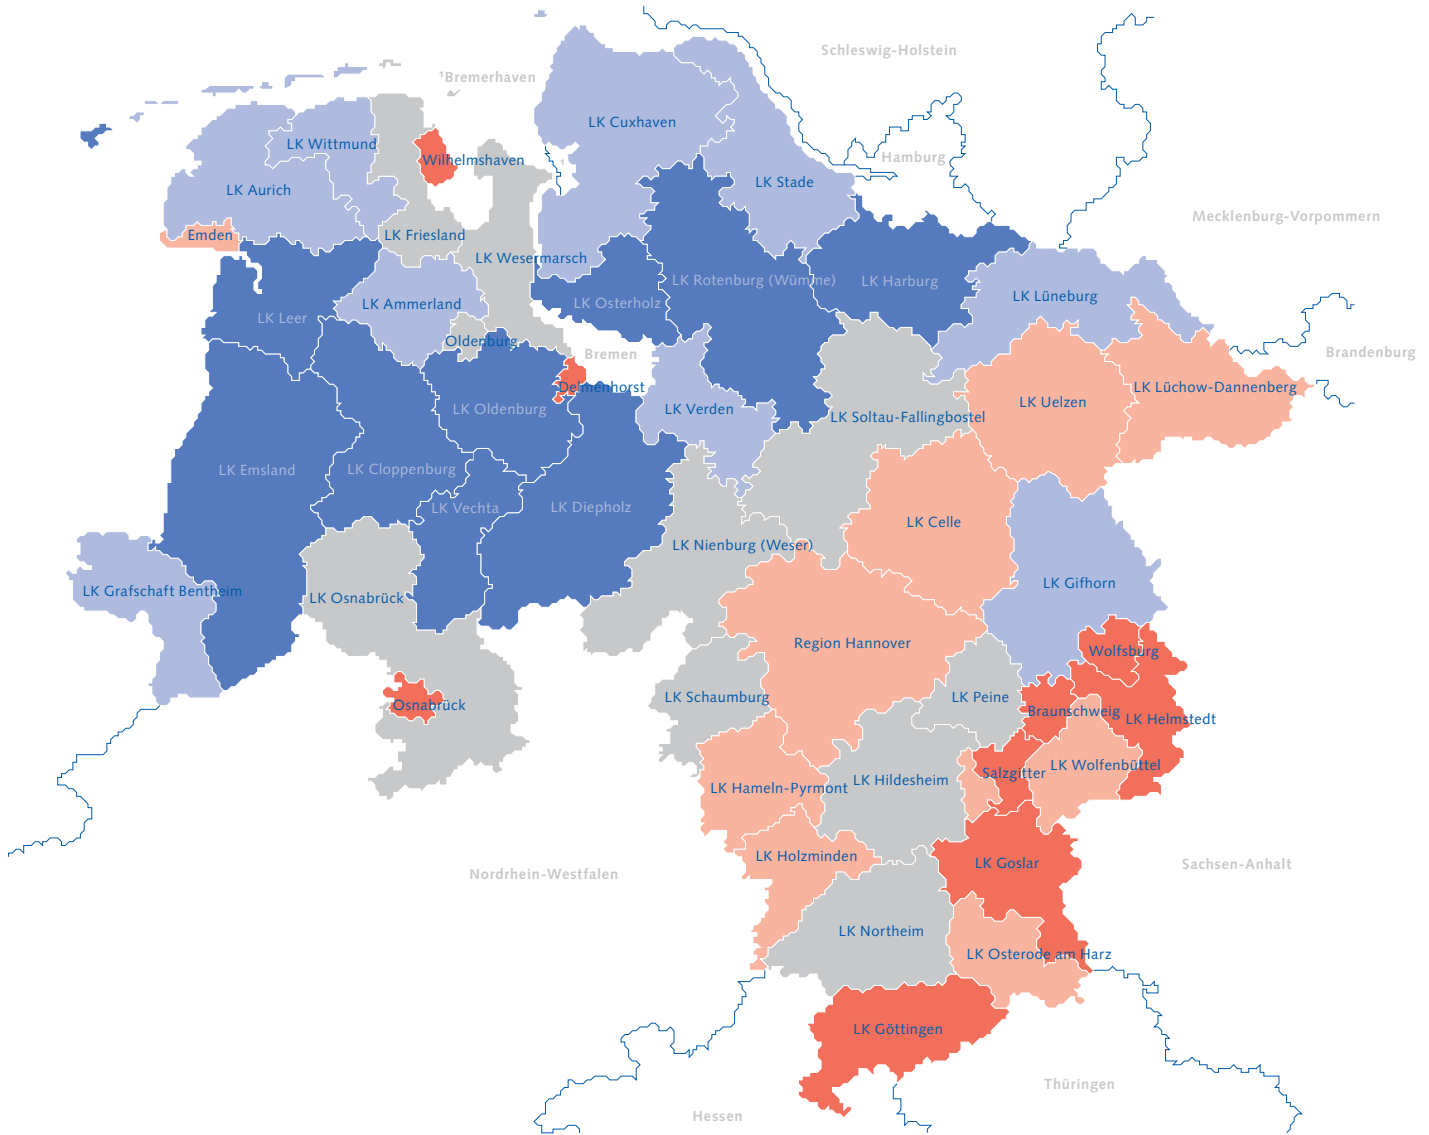 Schleswig-Holstein
¹Bremerhaven
LK Cuxhaven
LK Wittmund
Wilhelmshaven
Hamburg
1
LK Stade
LK Aurich
Mecklenburg-Vorpommern
Emden
LK Friesland
LK Wesermarsch
LK Rotenburg (Wümme)
LK Harburg
LK Lüneburg
LK Ammerland
LK Osterholz
LK Leer
Oldenburg
Bremen
Brandenburg
Delmenhorst
LK Lüchow-Dannenberg
LK Uelzen
LK Oldenburg
LK Verden
LK Soltau-Fallingbostel
LK Emsland
LK Cloppenburg
LK Vechta
LK Diepholz
LK Celle
LK Nienburg (Weser)
LK Gifhorn
LK Grafschaft Bentheim
LK Osnabrück
Region Hannover
Wolfsburg
LK Schaumburg
LK Peine
Osnabrück
Braunschweig
LK Helmstedt
LK Wolfenbüttel
Salzgitter
LK Hildesheim
LK Hameln-Pyrmont
LK Holzminden
LK Goslar
Sachsen-Anhalt
Nordrhein-Westfalen
LK Northeim
LK Osterode am Harz
LK Göttingen
Thüringen
Hessen